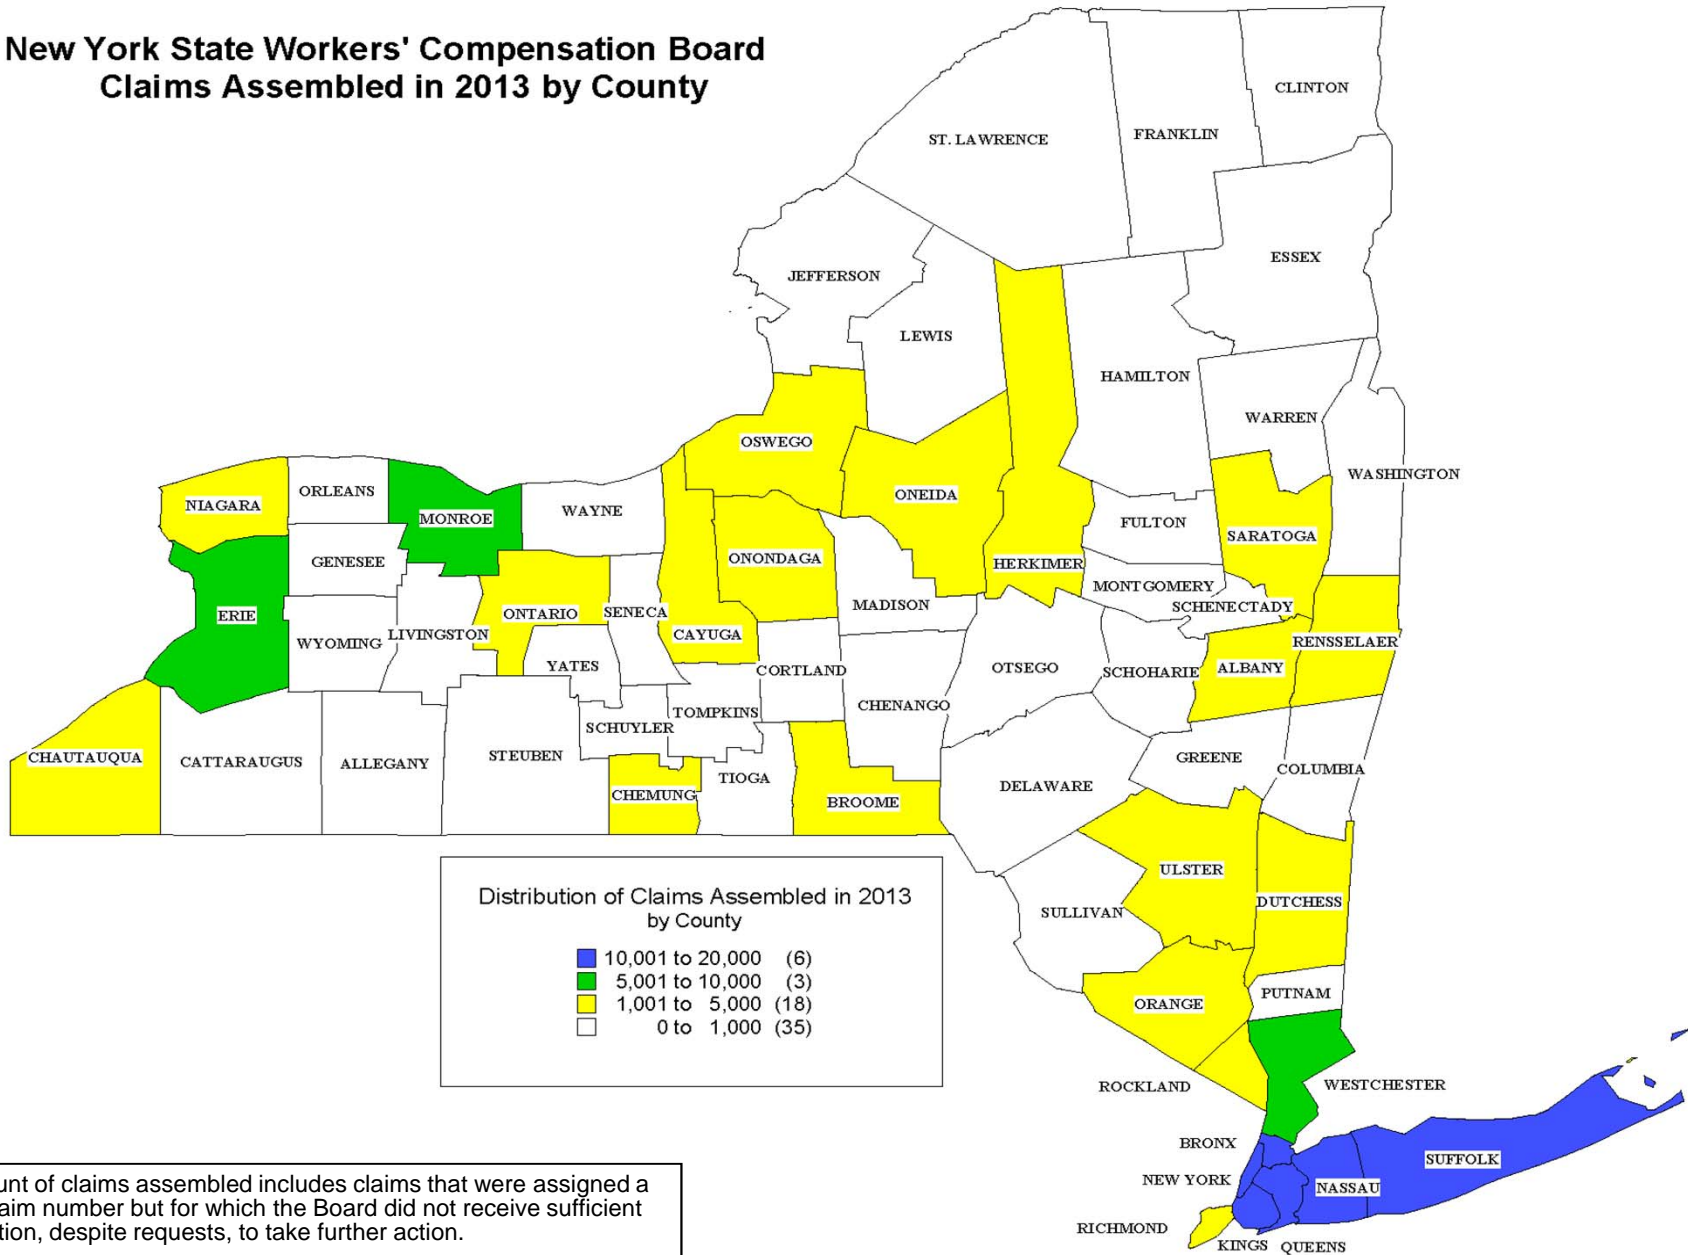 New York State Workers' Compensation Board
Claims Assembled in 2013 by County
CLINTON
FRANKLIN
ST. LAWRENCE
ESSEX
JEFFERSON
LEWIS
HAMILTON
WARREN
WASHINGTON
OSWEGO
ONEIDA
HERKIMER
FULTON
SARATOGA
MONTGOMERY
SCHENECTADY
NIAGARA
ORLEANS
MONROE
WAYNE
GENESEE
ONONDAGA
MADISON
ERIE
WYOMING
LIVINGSTON
ONTARIO
SENECA
CAYUGA
YATES
CORTLAND
OTSEGO
SCHOHARIE
ALBANY
RENSSELAER
CHENANGO
TOMPKINS
SCHUYLER
CHAUTAUQUA
CATTARAUGUS
ALLEGANY
STEUBEN
CHEMUNG
TIOGA
BROOME
DELAWARE
GREENE
COLUMBIA
ULSTER
DUTCHESS
SULLIVAN
ORANGE
PUTNAM
ROCKLAND
WESTCHESTER
BRONX
NEW YORK
NASSAU
SUFFOLK
RICHMOND
KINGS
QUEENS
Distribution of Claims Assembled in 2013
by County
10,001 to 20,000 (6)
5,001 to 10,000 (3)
1,001 to 5,000 (18)
0 to 1,000 (35)
unt of claims assembled includes claims that were assigned a
aim number but for which the Board did not receive sufficient
tion, despite requests, to take further action.